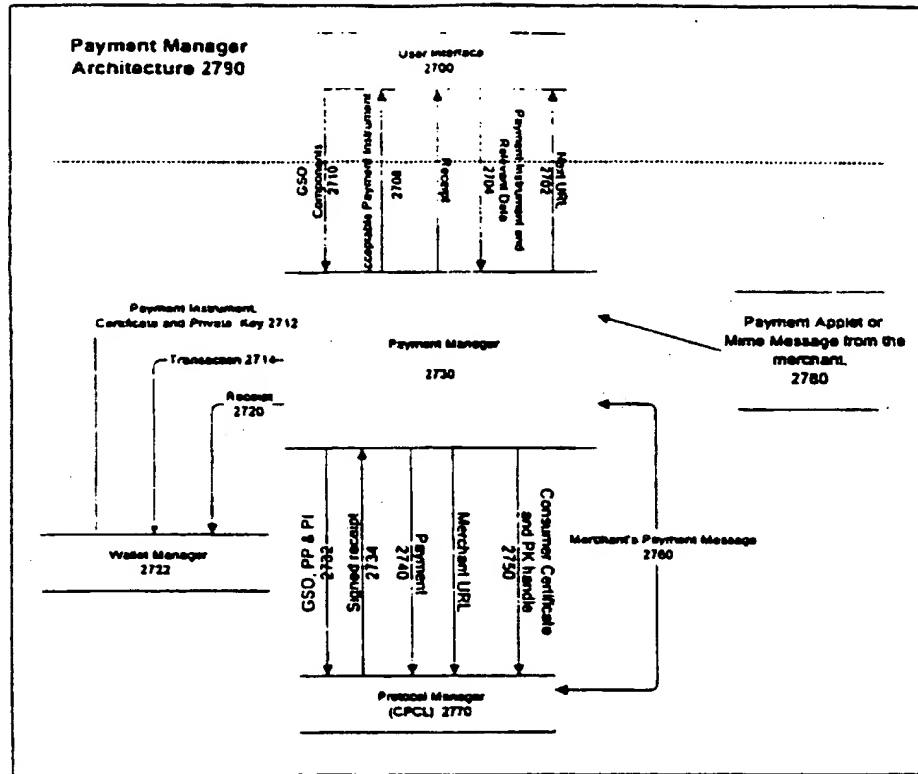 Payment Manager
Architecture 2790
User Interface
2700
GSO
Components
2710
Acceptable Payment Instrument
2708
Receipt
Payment Instrument and
Relevant Data
2704
Next URL
2702
Payment Instrument,
Certificate and Private Key 2712
Transaction 2714
Receipt
2720
Payment Manager
2730
Payment Applet or
Mime Message from the
merchant.
2780
GSO, PP & PI
2732
Signed receipt
2734
Payment
2740
Merchant URL
Consumer Certificate
and PK handle
2750
Merchant's Payment Message
2760
Wallet Manager
2722
Protocol Manager
(CPCL) 2770